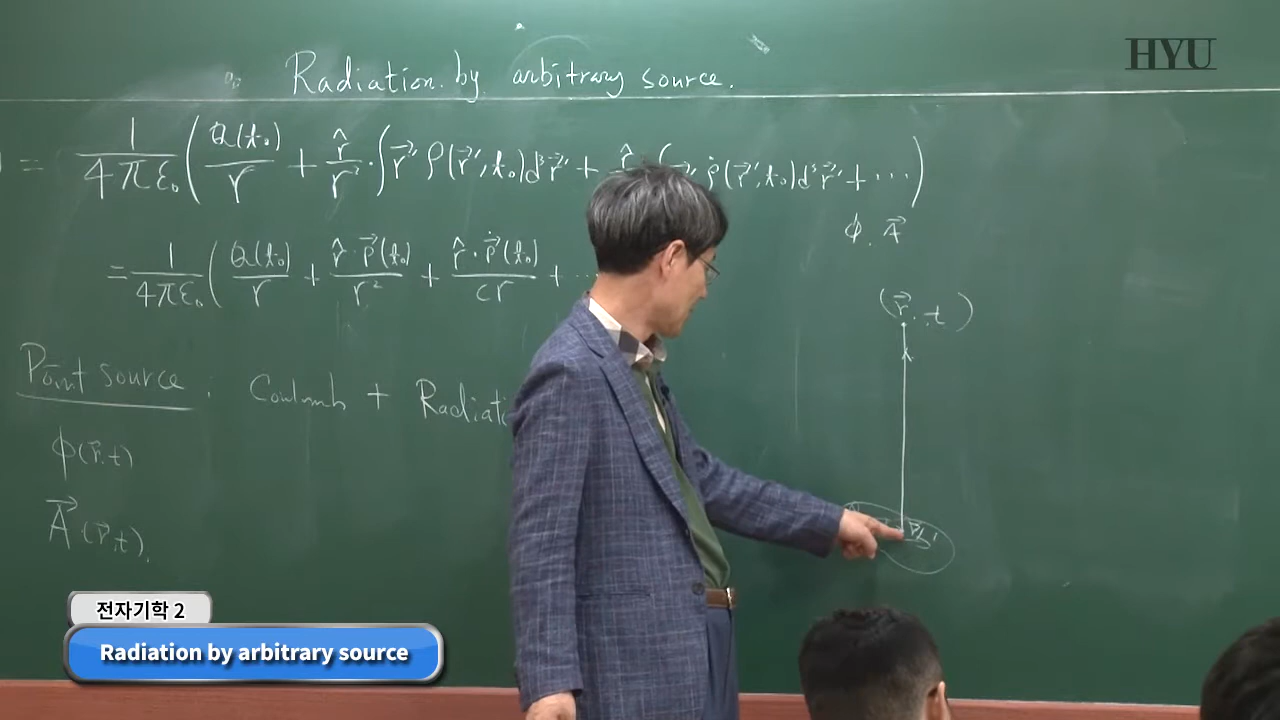 HYU
Radiation by arbitrary source.
= 1/4πε₀ ( Q(t₀)/r + r̂/r² · ∫ r⃗' ρ(r⃗', t₀) d³r⃗' + r̂ ρ̇(r⃗', t₀) d³r⃗' + ⋯ )
ϕ, A⃗
= 1/4πε₀ ( Q(t₀)/r + r̂ · p⃗(t₀)/r² + r̂ · p⃗̇(t₀)/cr + ⋯
(r⃗, t)
Point source : Coulomb + Radiati
ϕ(r⃗, t)
A⃗(r⃗, t).
전자기학 2
Radiation by arbitrary source